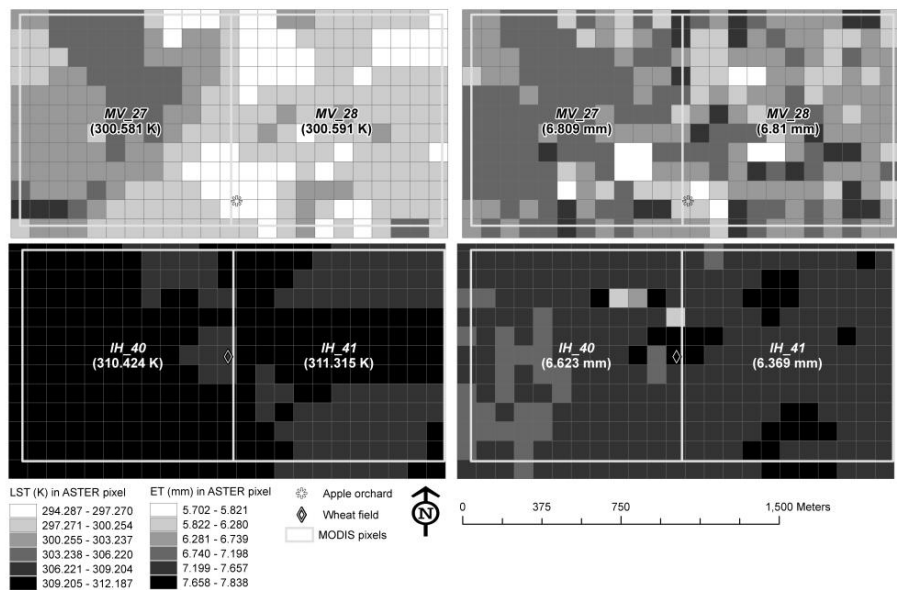 MV_27
(300.581 K)
MV_28
(300.591 K)
MV_27
(6.809 mm)
MV_28
(6.81 mm)
IH_40
(310.424 K)
IH_41
(311.315 K)
IH_40
(6.623 mm)
IH_41
(6.369 mm)
LST (K) in ASTER pixel
294.287 - 297.270
297.271 - 300.254
300.255 - 303.237
303.238 - 306.220
306.221 - 309.204
309.205 - 312.187
ET (mm) in ASTER pixel
5.702 - 5.821
5.822 - 6.280
6.281 - 6.739
6.740 - 7.198
7.199 - 7.657
7.658 - 7.838
Apple orchard
Wheat field
MODIS pixels
N
0 375 750 1,500 Meters